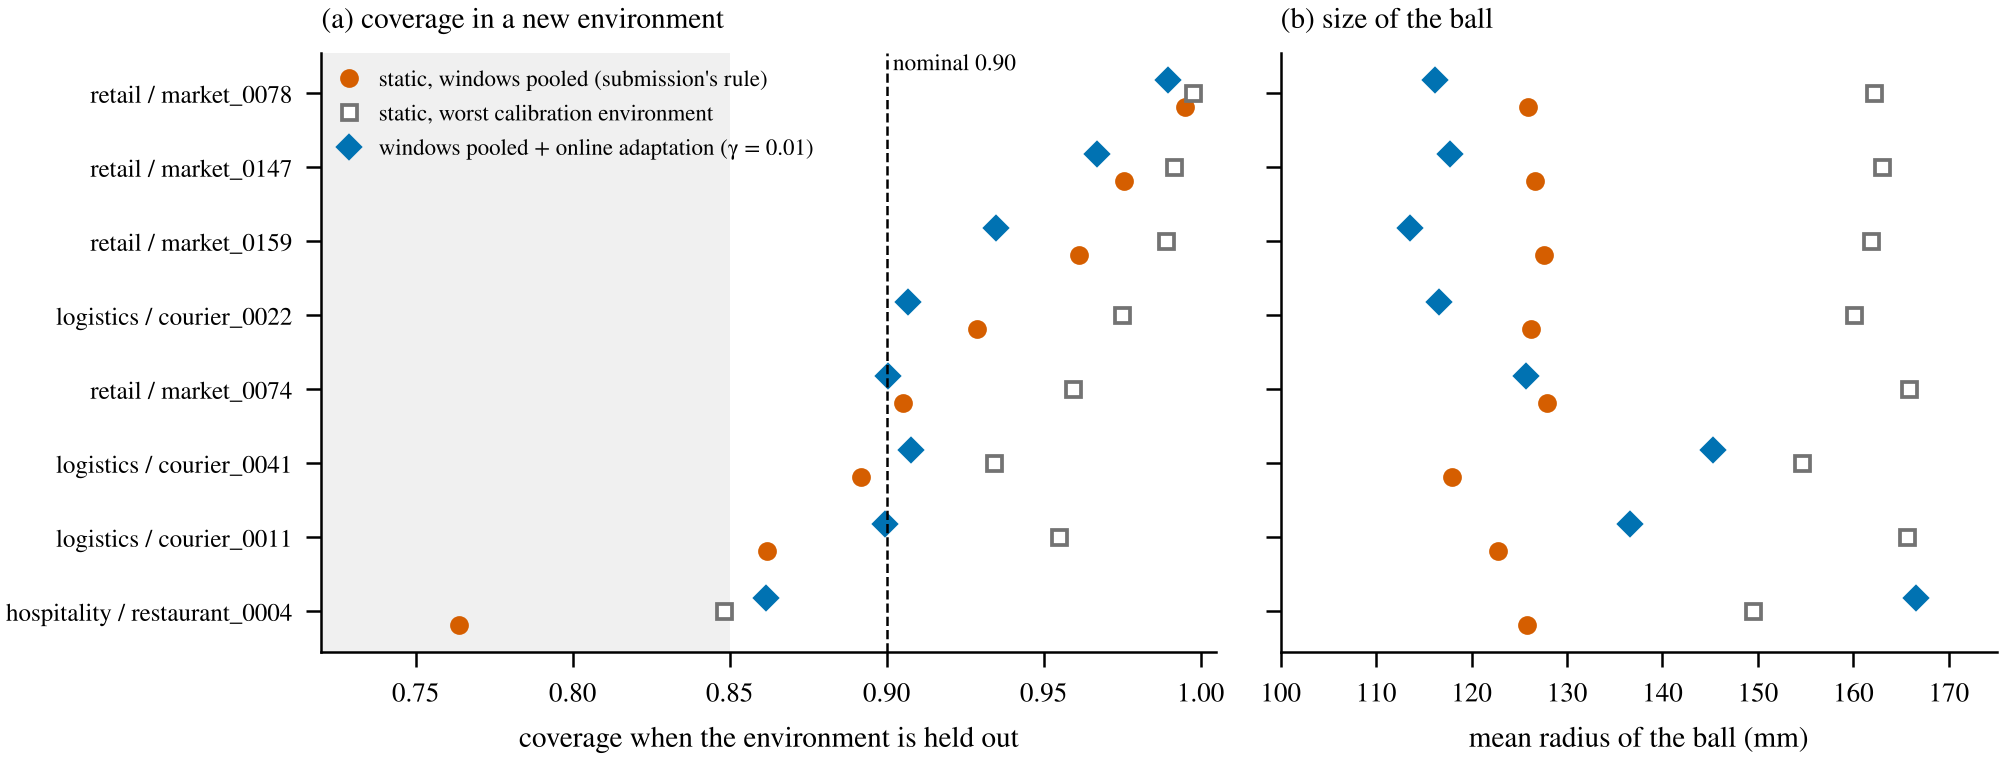 (a) coverage in a new environment
(b) size of the ball
nominal 0.90
static, windows pooled (submission's rule)
static, worst calibration environment
windows pooled + online adaptation (γ = 0.01)
retail / market_0078
retail / market_0147
retail / market_0159
logistics / courier_0022
retail / market_0074
logistics / courier_0041
logistics / courier_0011
hospitality / restaurant_0004
0.75 0.80 0.85 0.90 0.95 1.00
coverage when the environment is held out
100 110 120 130 140 150 160 170
mean radius of the ball (mm)